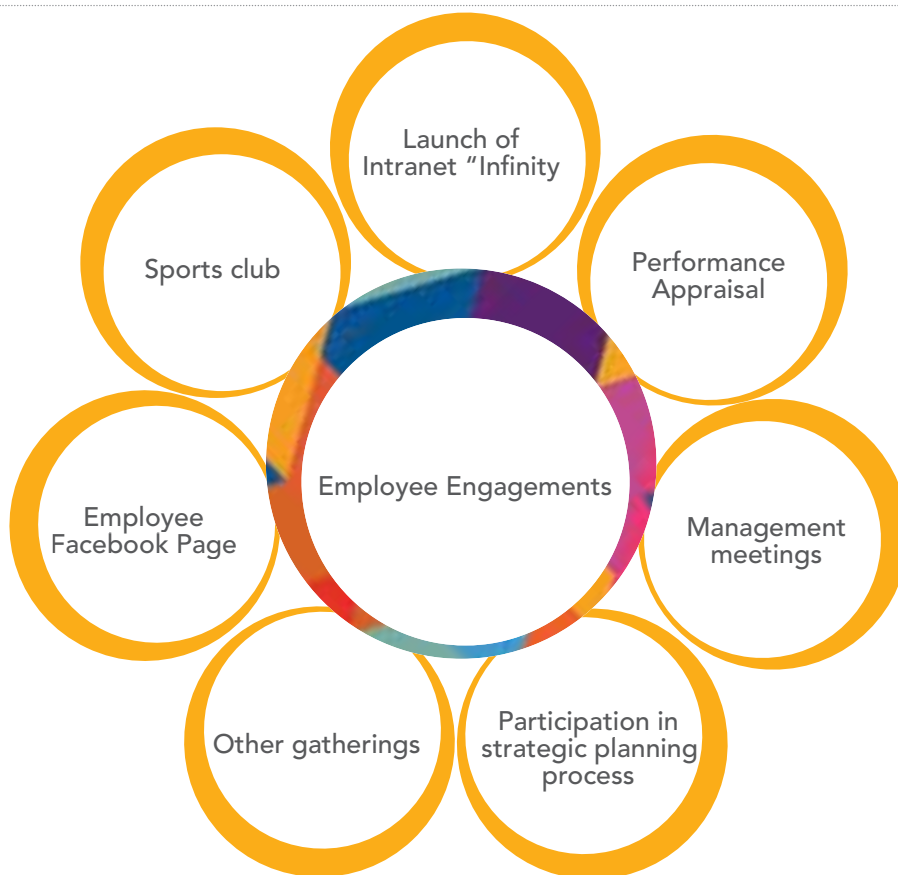 Launch of
Intranet “Infinity
Performance
Appraisal
Management
meetings
Participation in
strategic planning
process
Other gatherings
Employee
Facebook Page
Sports club
Employee Engagements